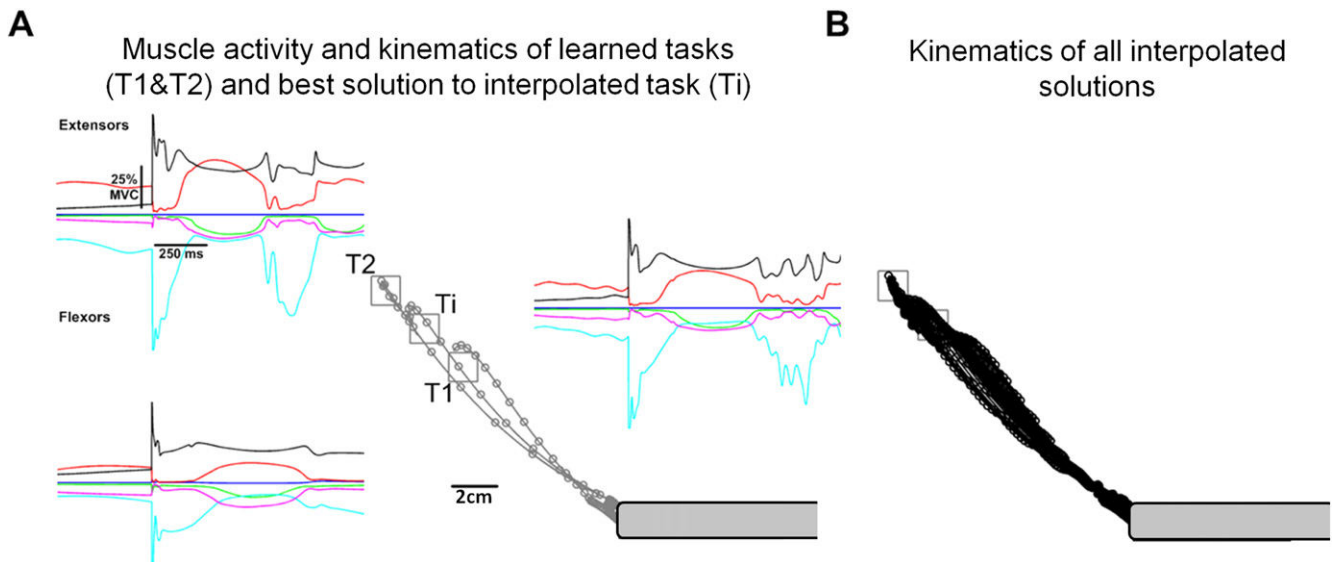 A
Muscle activity and kinematics of learned tasks
(T1&T2) and best solution to interpolated task (Ti)
Extensors
25%
MVC
250 ms
Flexors
T2
Ti
T1
2cm
B
Kinematics of all interpolated
solutions